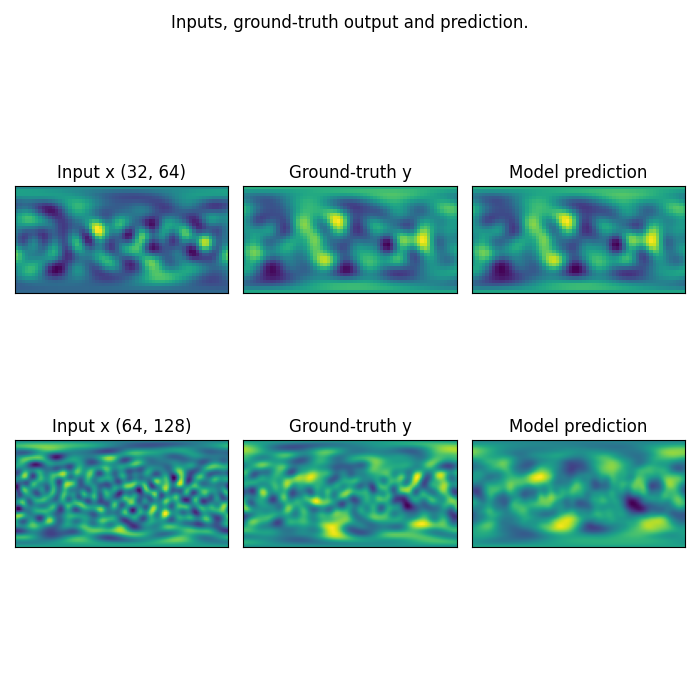 Inputs, ground-truth output and prediction.
Input x (32, 64)
Ground-truth y
Model prediction
Input x (64, 128)
Ground-truth y
Model prediction